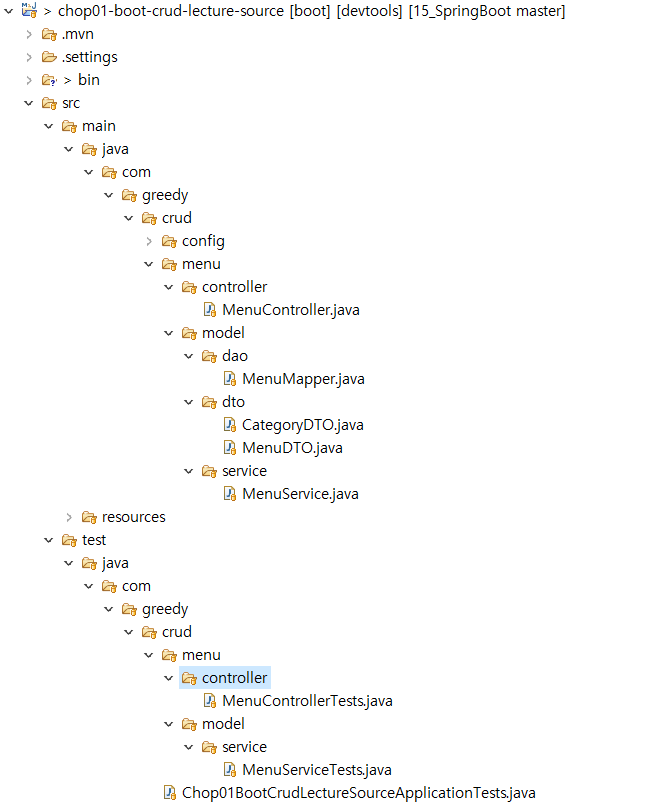 > chop01-boot-crud-lecture-source [boot] [devtools] [15_SpringBoot master]
.mvn
.settings
> bin
src
main
java
com
greedy
crud
config
menu
controller
MenuController.java
model
dao
MenuMapper.java
dto
CategoryDTO.java
MenuDTO.java
service
MenuService.java
resources
test
java
com
greedy
crud
menu
controller
MenuControllerTests.java
model
service
MenuServiceTests.java
Chop01BootCrudLectureSourceApplicationTests.java